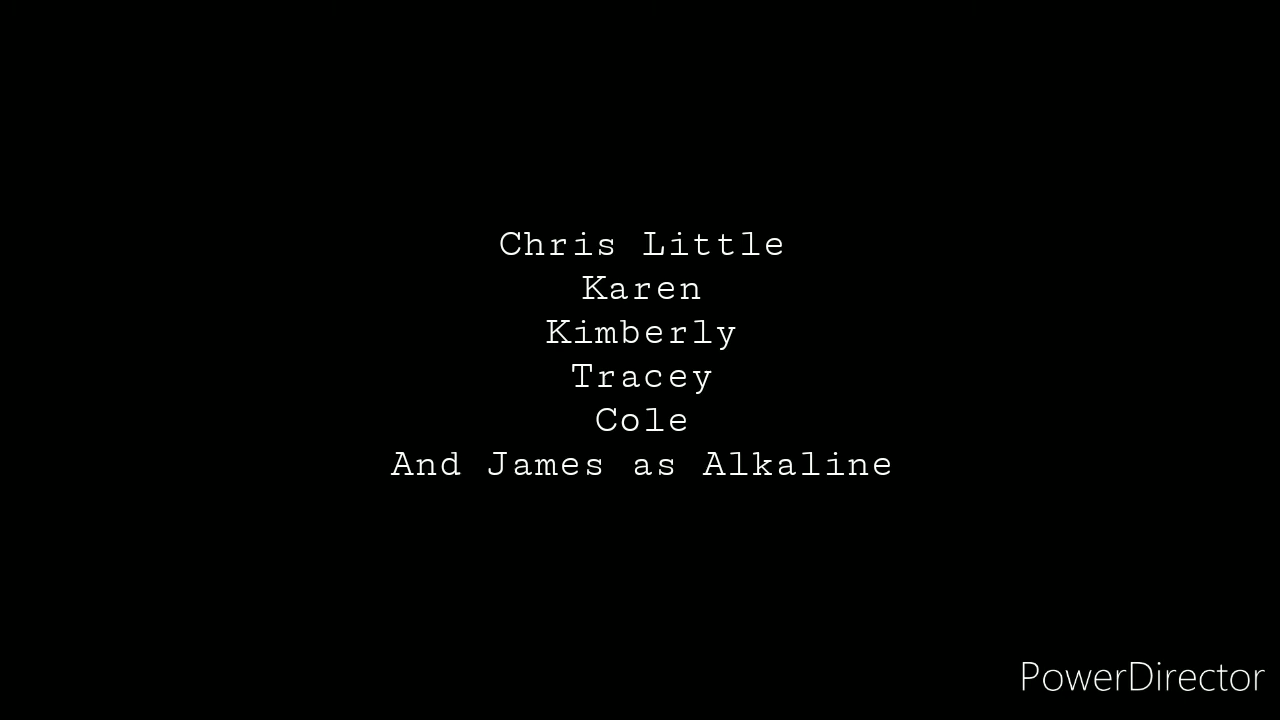 Chris Little
Karen
Kimberly
Tracey
Cole
And James as Alkaline
PowerDirector